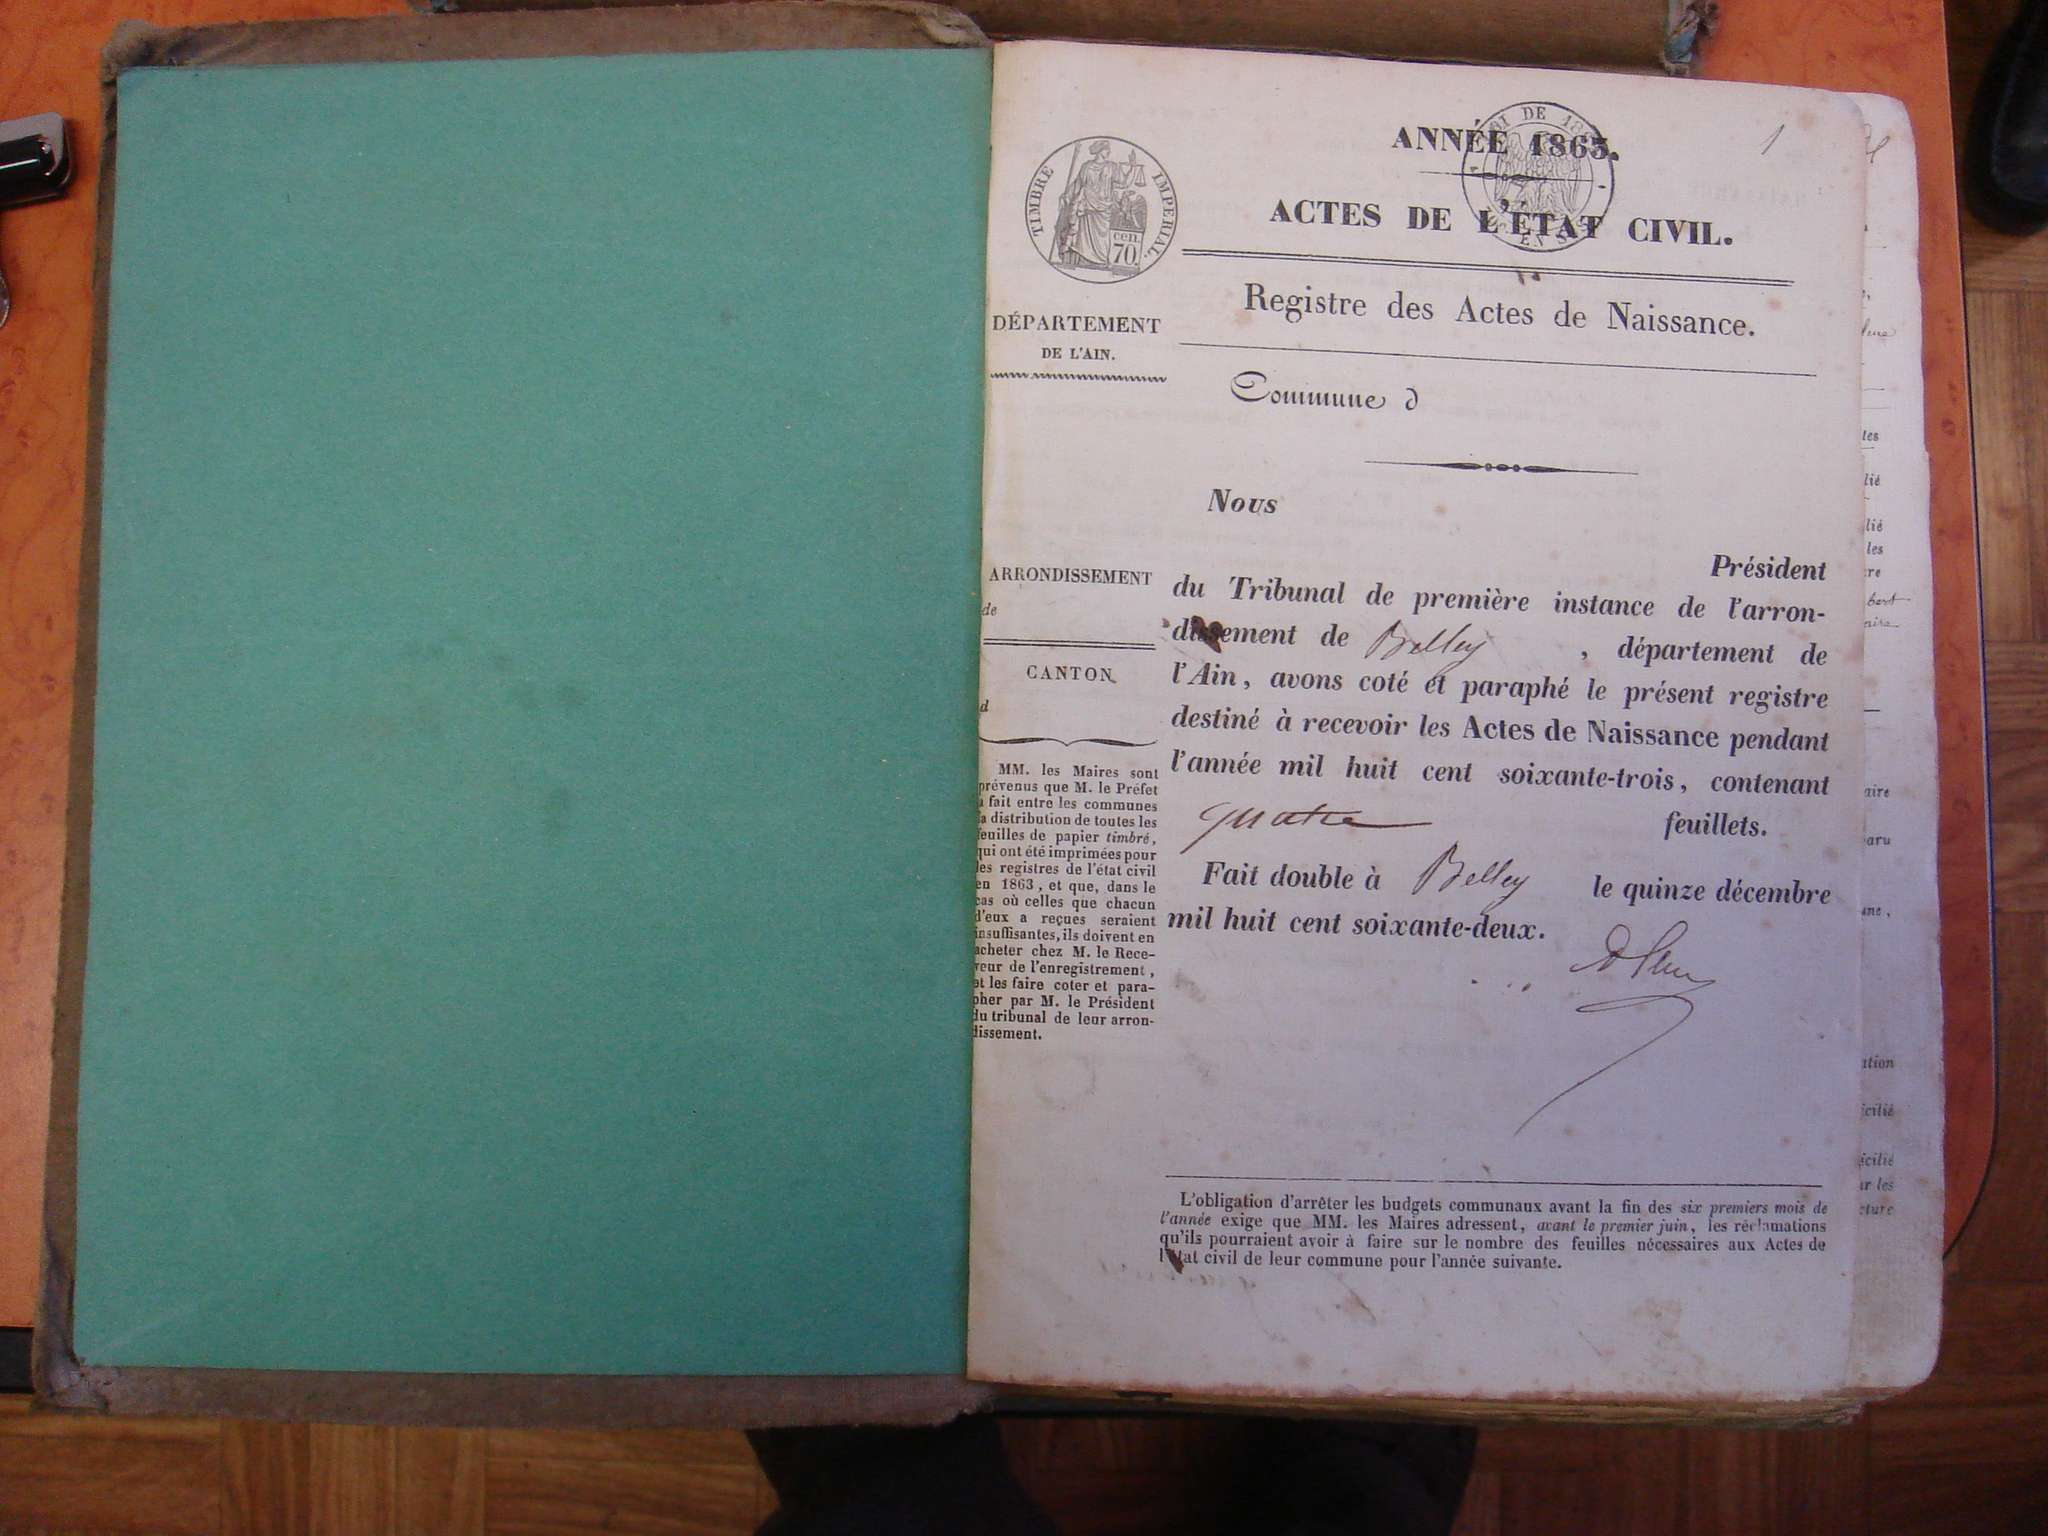 ANNÉE 1863.
1
ACTES DE L'ÉTAT CIVIL.
TIMBRE IMPÉRIAL.
cen.
70.
Registre des Actes de Naissance.
DÉPARTEMENT
DE L'AIN.
Commune d
Nous
Président
du Tribunal de première instance de l'arron-
dissement de Belley, département de
l'Ain, avons coté et paraphé le présent registre
destiné à recevoir les Actes de Naissance pendant
l'année mil huit cent soixante-trois, contenant
quatre feuillets.
Fait double à Belley le quinze décembre
mil huit cent soixante-deux.
ARRONDISSEMENT
de
CANTON
d
MM. les Maires sont
prévenus que M. le Préfet
a fait entre les communes
la distribution de toutes les
feuilles de papier timbré,
qui ont été imprimées pour
les registres de l'état civil
en 1863, et que, dans le
cas où celles que chacun
d'eux a reçues seraient
insuffisantes, ils doivent en
acheter chez M. le Rece-
veur de l'enregistrement,
et les faire coter et para-
pher par M. le Président
du tribunal de leur arron-
dissement.
L'obligation d'arrêter les budgets communaux avant la fin des six premiers mois de
l'année exige que MM. les Maires adressent, avant le premier juin, les réclamations
qu'ils pourraient avoir à faire sur le nombre des feuilles nécessaires aux Actes de
l'état civil de leur commune pour l'année suivante.